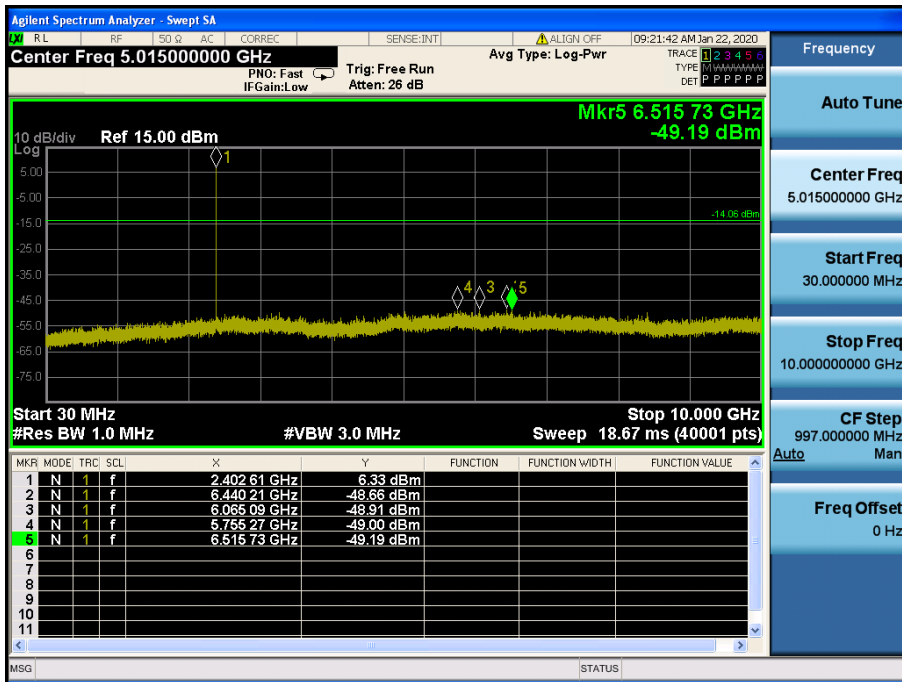 Agilent Spectrum Analyzer - Swept SA
LXI RL RF 50 Ω AC CORREC SENSE:INT ALIGN OFF 09:21:42 AM Jan 22, 2020
Center Freq 5.015000000 GHz
PNO: Fast
IFGain:Low
Trig: Free Run
Atten: 26 dB
Avg Type: Log-Pwr
TRACE 1 2 3 4 5 6
TYPE MWWWWW
DET P P P P P P
Mkr5 6.515 73 GHz
-49.19 dBm
10 dB/div Ref 15.00 dBm
Log
1
5.00
-5.00
-14.06 dBm
-15.0
-25.0
-35.0
4 3 5
-45.0
-55.0
-65.0
-75.0
Start 30 MHz Stop 10.000 GHz
#Res BW 1.0 MHz #VBW 3.0 MHz Sweep 18.67 ms (40001 pts)
MKR MODE TRC SCL X Y FUNCTION FUNCTION WIDTH FUNCTION VALUE
1 N 1 f 2.402 61 GHz 6.33 dBm
2 N 1 f 6.440 21 GHz -48.66 dBm
3 N 1 f 6.065 09 GHz -48.91 dBm
4 N 1 f 5.755 27 GHz -49.00 dBm
5 N 1 f 6.515 73 GHz -49.19 dBm
6
7
8
9
10
11
MSG STATUS
Frequency
Auto Tune
Center Freq
5.015000000 GHz
Start Freq
30.000000 MHz
Stop Freq
10.000000000 GHz
CF Step
997.000000 MHz
Auto Man
Freq Offset
0 Hz